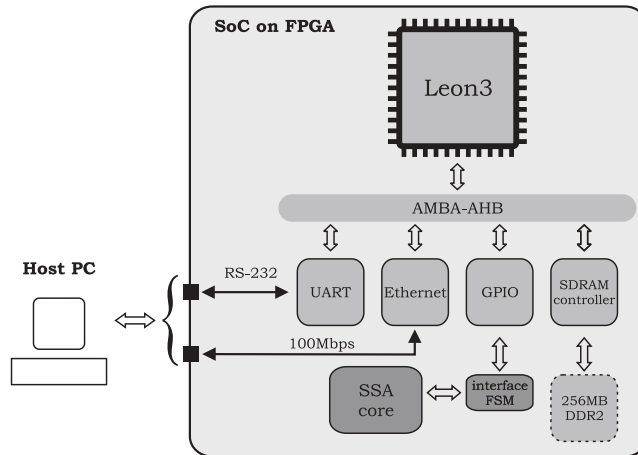 SoC on FPGA
Leon3
AMBA-AHB
Host PC
RS-232
UART
Ethernet
GPIO
SDRAM
controller
100Mbps
SSA
core
interface
FSM
256MB
DDR2